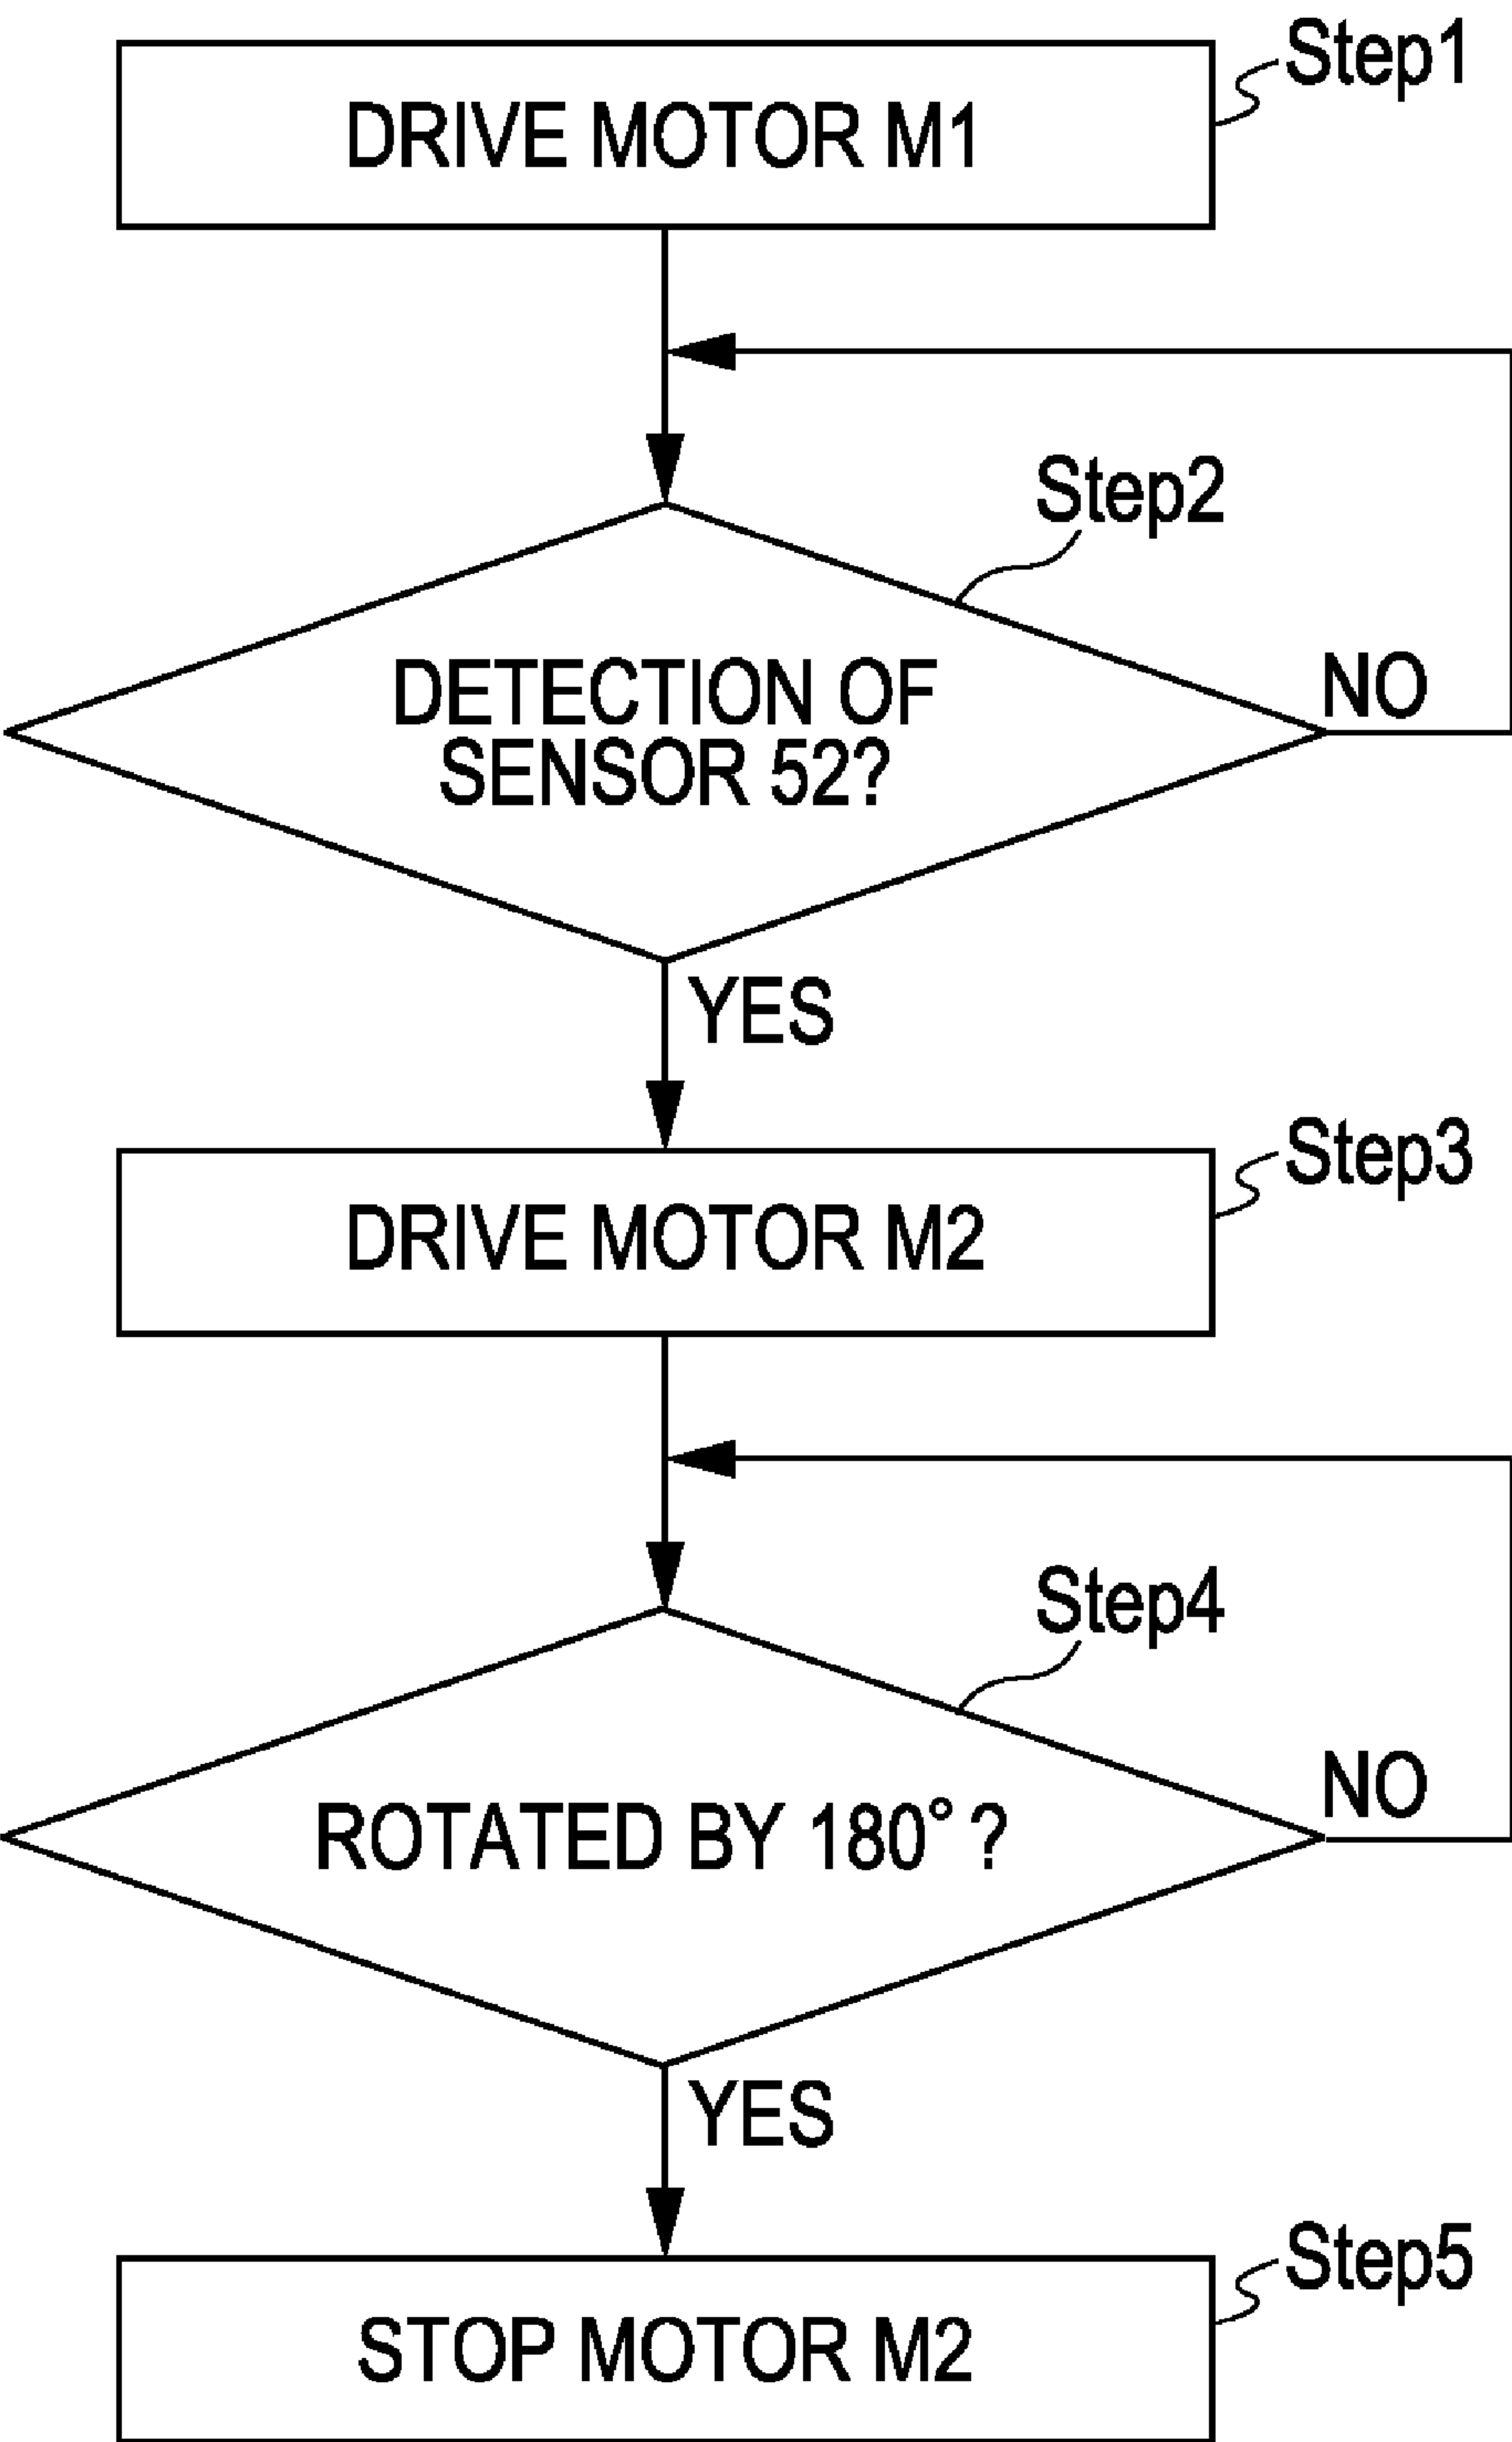 Step1
DRIVE MOTOR M1
Step2
DETECTION OF
SENSOR 52?
NO
YES
Step3
DRIVE MOTOR M2
Step4
ROTATED BY 180°?
NO
YES
Step5
STOP MOTOR M2